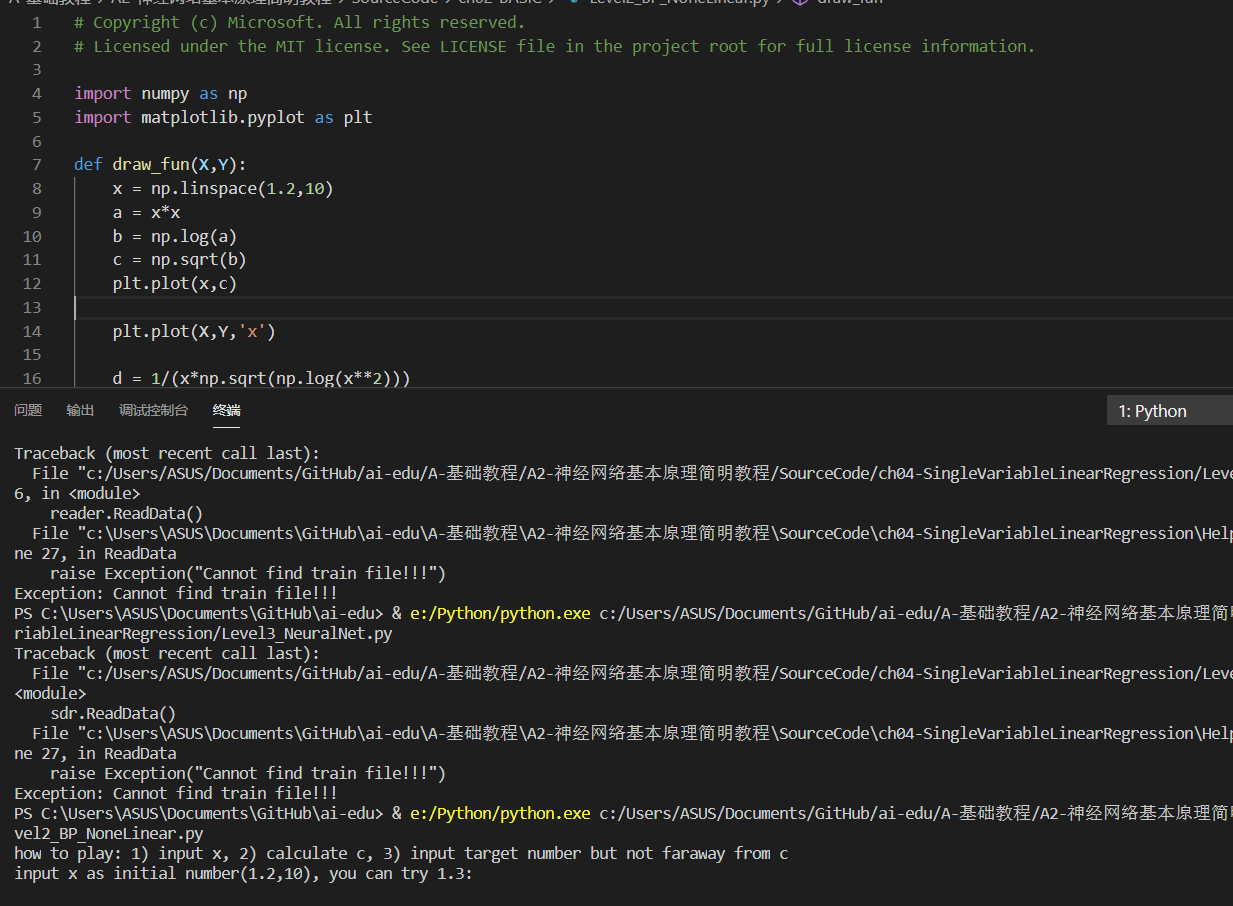 A-基础教程 > A2-神经网络基本原理简明教程 > SourceCode > ch02-BASIC > Level2_BP_NoneLinear.py > draw_fun
1 # Copyright (c) Microsoft. All rights reserved.
2 # Licensed under the MIT license. See LICENSE file in the project root for full license information.
3
4 import numpy as np
5 import matplotlib.pyplot as plt
6
7 def draw_fun(X,Y):
8 x = np.linspace(1.2,10)
9 a = x*x
10 b = np.log(a)
11 c = np.sqrt(b)
12 plt.plot(x,c)
13
14 plt.plot(X,Y,'x')
15
16 d = 1/(x*np.sqrt(np.log(x**2)))
问题 输出 调试控制台 终端 1: Python
Traceback (most recent call last):
File "c:/Users/ASUS/Documents/GitHub/ai-edu/A-基础教程/A2-神经网络基本原理简明教程/SourceCode/ch04-SingleVariableLinearRegression/Leve
6, in <module>
reader.ReadData()
File "c:\Users\ASUS\Documents\GitHub\ai-edu\A-基础教程\A2-神经网络基本原理简明教程\SourceCode\ch04-SingleVariableLinearRegression\Help
ne 27, in ReadData
raise Exception("Cannot find train file!!!")
Exception: Cannot find train file!!!
PS C:\Users\ASUS\Documents\GitHub\ai-edu> & e:/Python/python.exe c:/Users/ASUS/Documents/GitHub/ai-edu/A-基础教程/A2-神经网络基本原理简
riableLinearRegression/Level3_NeuralNet.py
Traceback (most recent call last):
File "c:/Users/ASUS/Documents/GitHub/ai-edu/A-基础教程/A2-神经网络基本原理简明教程/SourceCode/ch04-SingleVariableLinearRegression/Leve
<module>
sdr.ReadData()
File "c:\Users\ASUS\Documents\GitHub\ai-edu\A-基础教程\A2-神经网络基本原理简明教程\SourceCode\ch04-SingleVariableLinearRegression\Help
ne 27, in ReadData
raise Exception("Cannot find train file!!!")
Exception: Cannot find train file!!!
PS C:\Users\ASUS\Documents\GitHub\ai-edu> & e:/Python/python.exe c:/Users/ASUS/Documents/GitHub/ai-edu/A-基础教程/A2-神经网络基本原理简
vel2_BP_NoneLinear.py
how to play: 1) input x, 2) calculate c, 3) input target number but not faraway from c
input x as initial number(1.2,10), you can try 1.3: